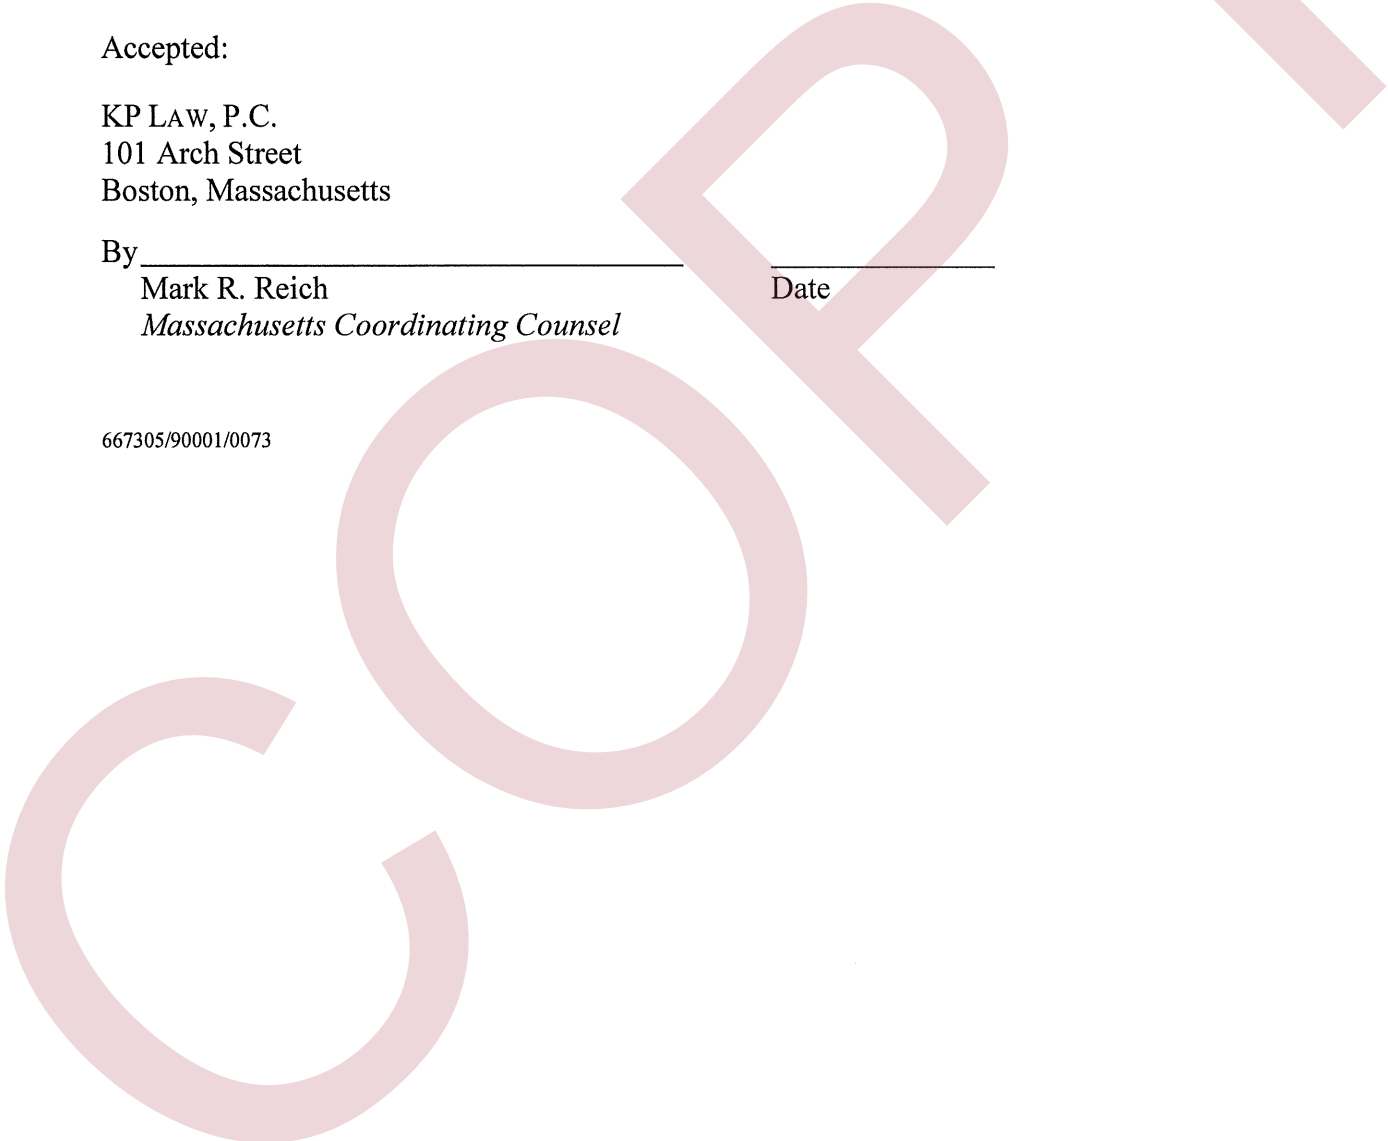 Accepted:
KP LAW, P.C.
101 Arch Street
Boston, Massachusetts
By
Mark R. Reich
Date
Massachusetts Coordinating Counsel
667305/90001/0073
COPY